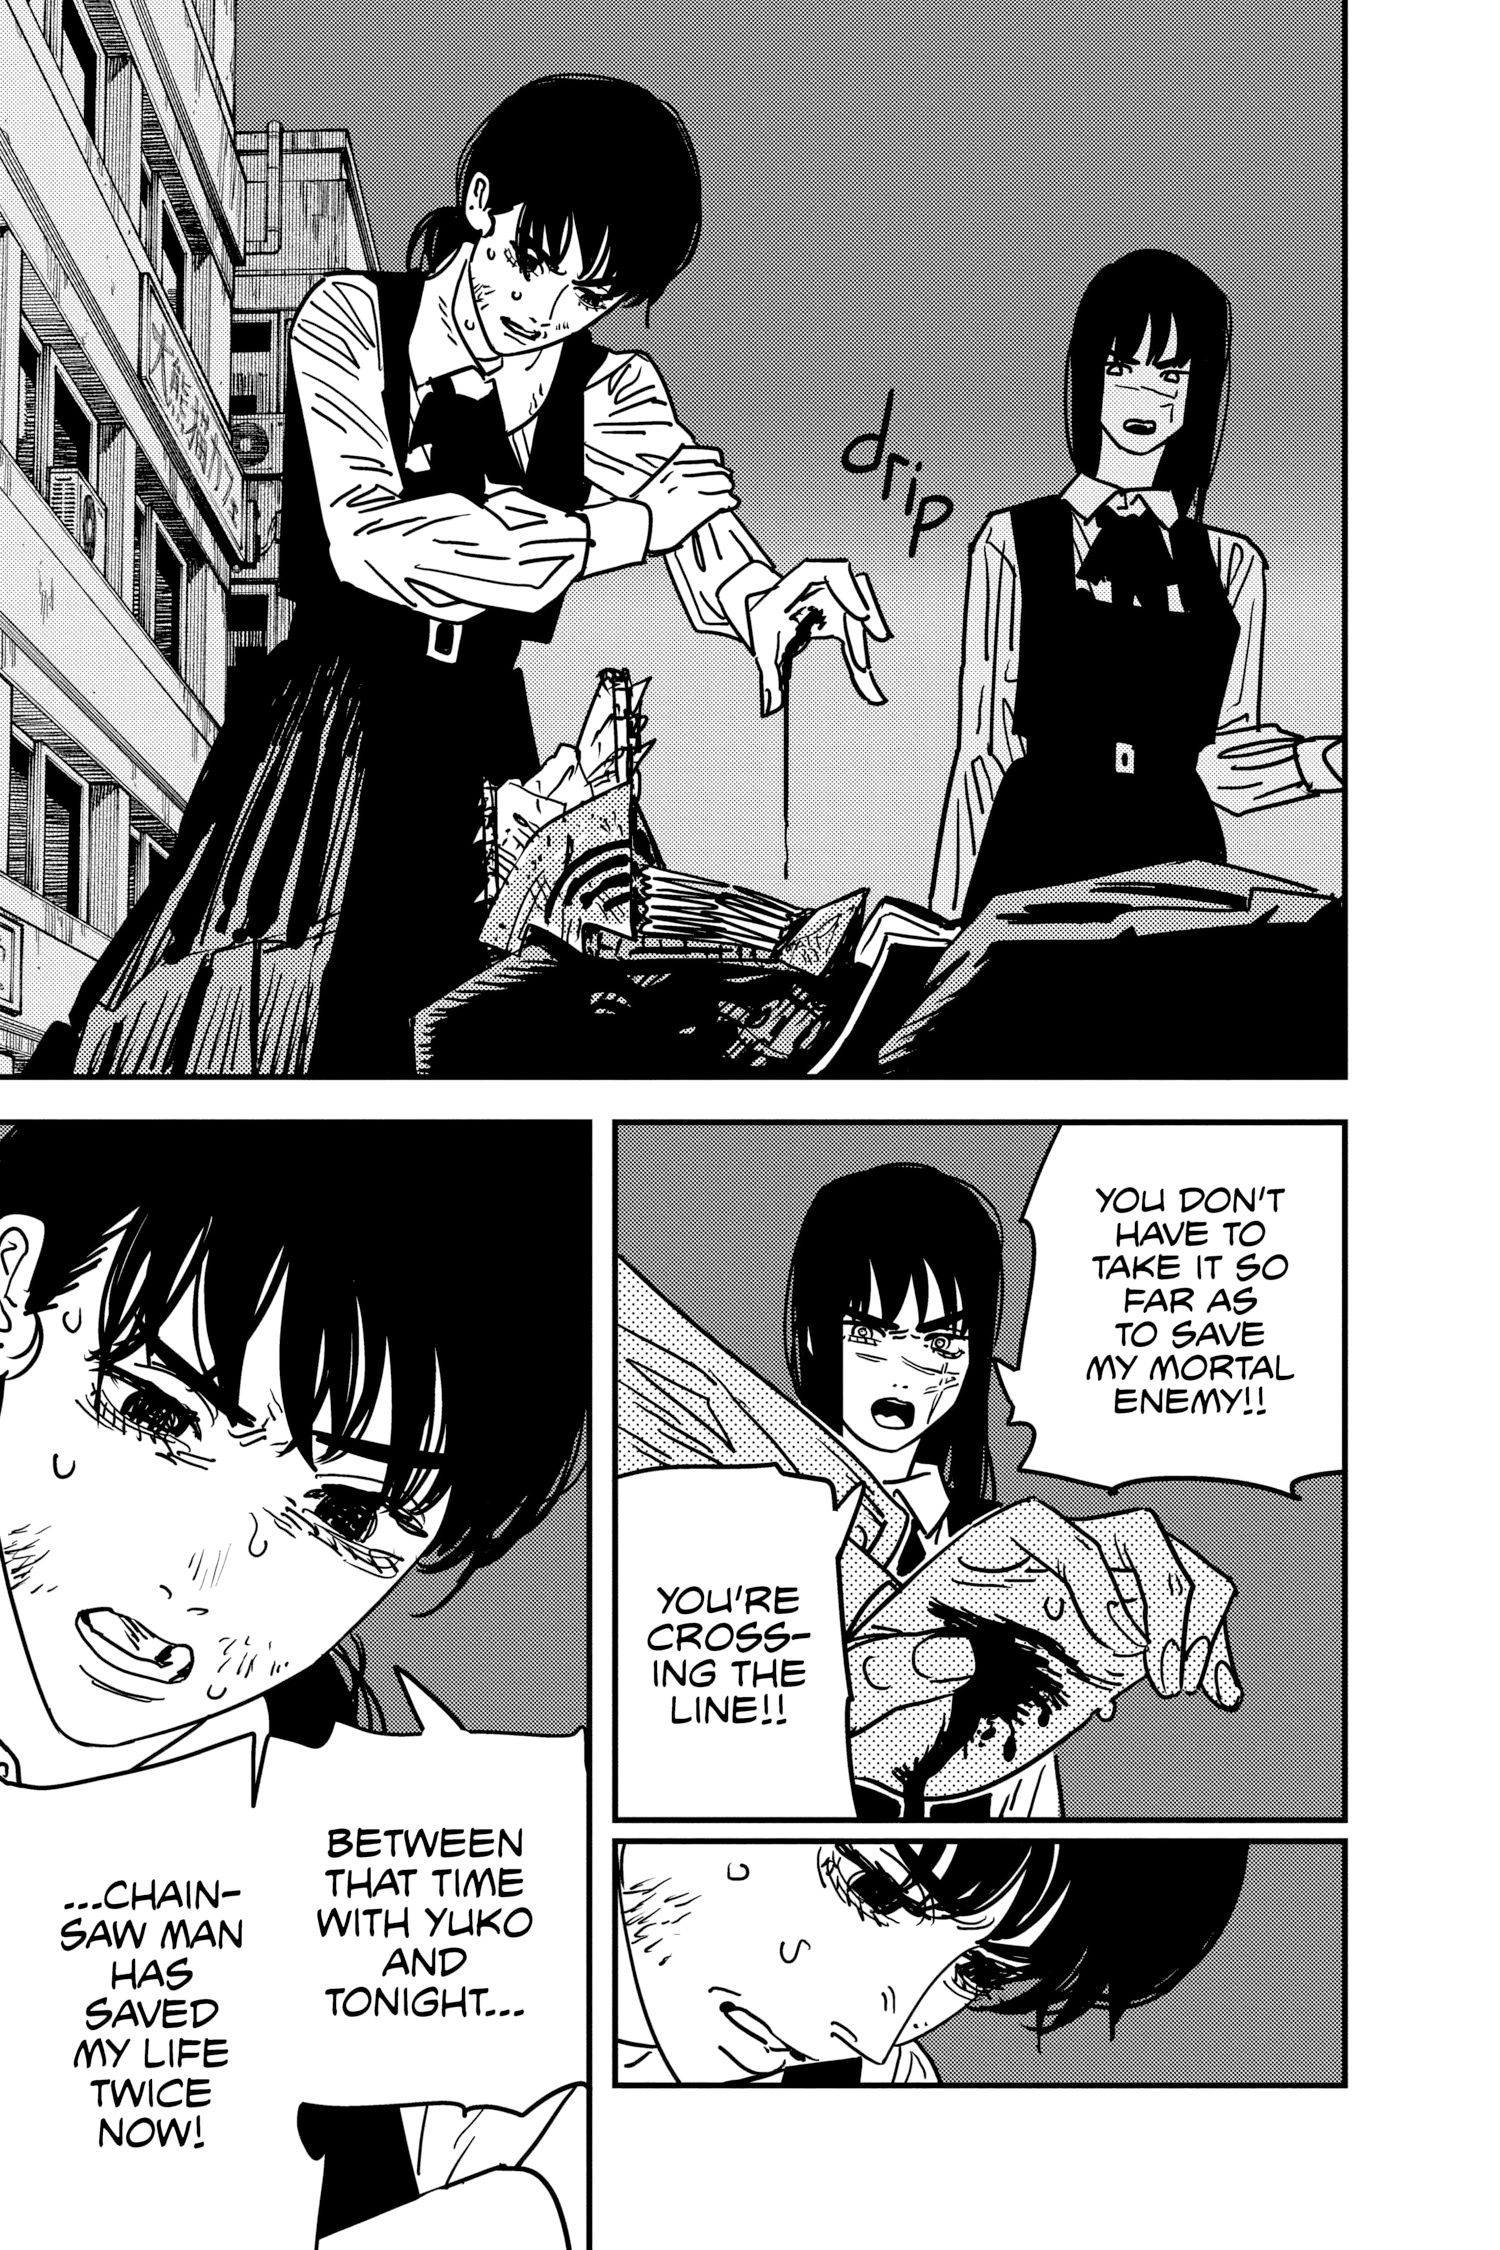 drip
YOU DON'T
HAVE TO
TAKE IT SO
FAR AS
TO SAVE
MY MORTAL
ENEMY!!
YOU'RE
CROSS-
ING THE
LINE!!
BETWEEN
THAT TIME
WITH YUKO
AND
TONIGHT...
...CHAIN-
SAW MAN
HAS
SAVED
MY LIFE
TWICE
NOW!